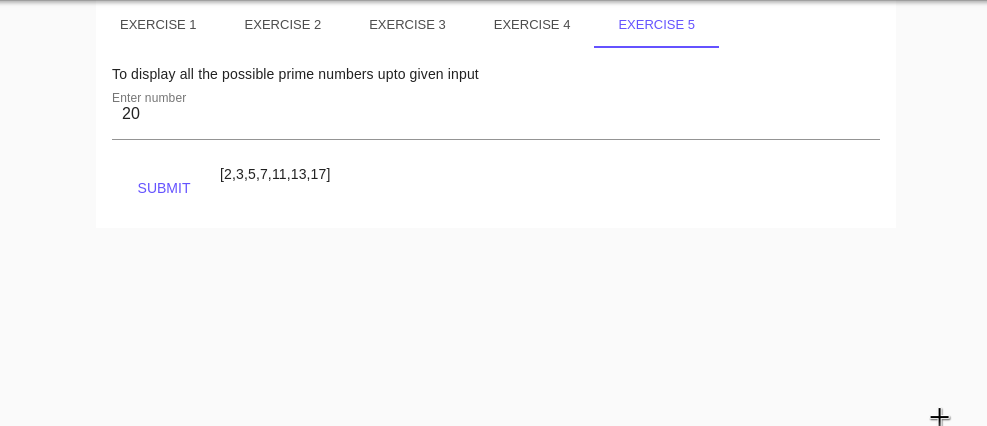 EXERCISE 1 EXERCISE 2 EXERCISE 3 EXERCISE 4 EXERCISE 5
To display all the possible prime numbers upto given input
Enter number
20
[2,3,5,7,11,13,17]
SUBMIT